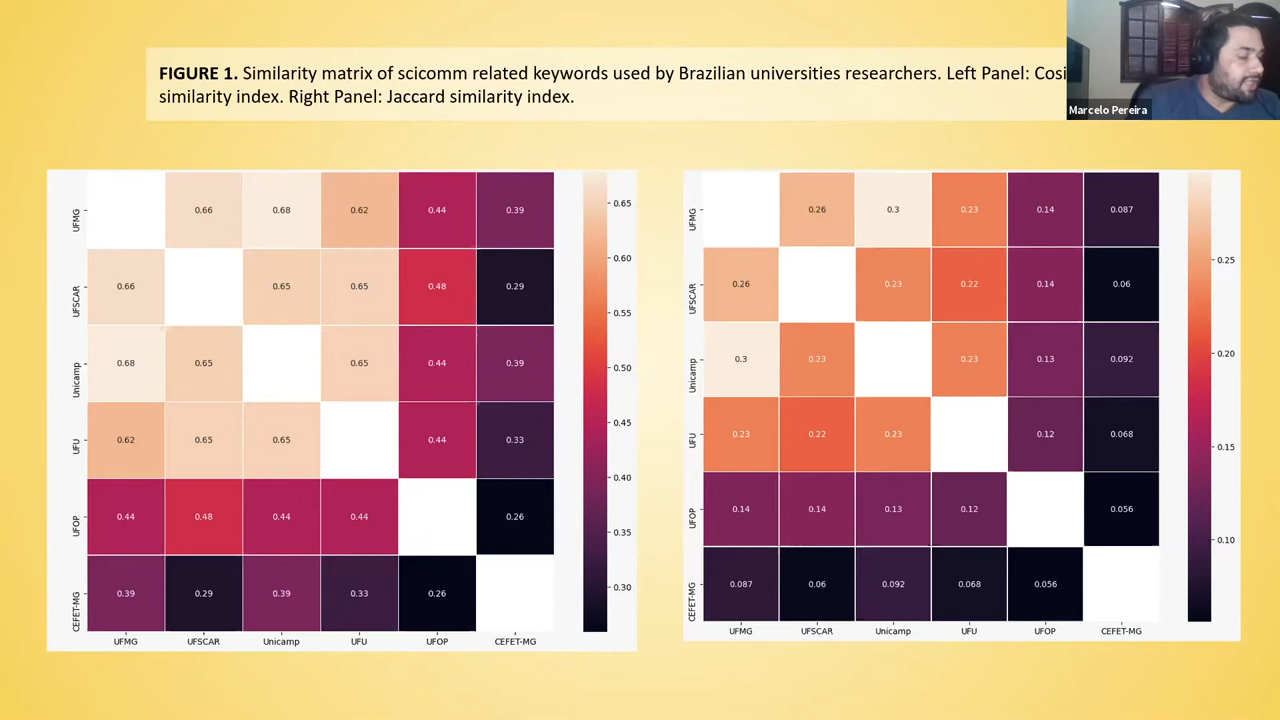 FIGURE 1. Similarity matrix of scicomm related keywords used by Brazilian universities researchers. Left Panel:
similarity index. Right Panel: Jaccard similarity index.
Marcelo Pereira
UFMG 0.66 0.68 0.62 0.44 0.39
UFSCAR 0.66 0.65 0.65 0.48 0.29
Unicamp 0.68 0.65 0.65 0.44 0.39
UFU 0.62 0.65 0.65 0.44 0.33
UFOP 0.44 0.48 0.44 0.44 0.26
CEFET-MG 0.39 0.29 0.39 0.33 0.26
UFMG UFSCAR Unicamp UFU UFOP CEFET-MG
0.65
0.60
0.55
0.50
0.45
0.40
0.35
0.30
UFMG 0.26 0.3 0.23 0.14 0.087
UFSCAR 0.26 0.23 0.22 0.14 0.06
Unicamp 0.3 0.23 0.23 0.13 0.092
UFU 0.23 0.22 0.23 0.12 0.068
UFOP 0.14 0.14 0.13 0.12 0.056
CEFET-MG 0.087 0.06 0.092 0.068 0.056
UFMG UFSCAR Unicamp UFU UFOP CEFET-MG
0.25
0.20
0.15
0.10